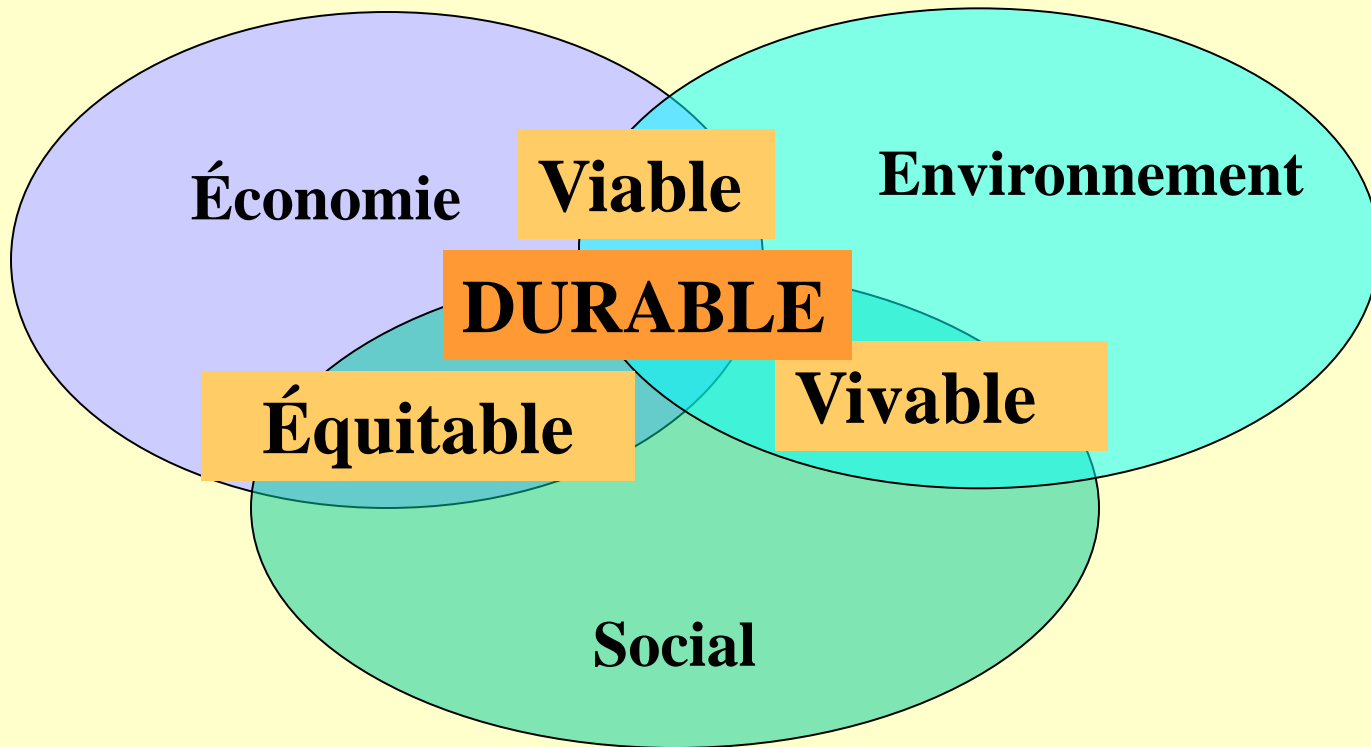 Économie
Viable
Environnement
DURABLE
Équitable
Vivable
Social